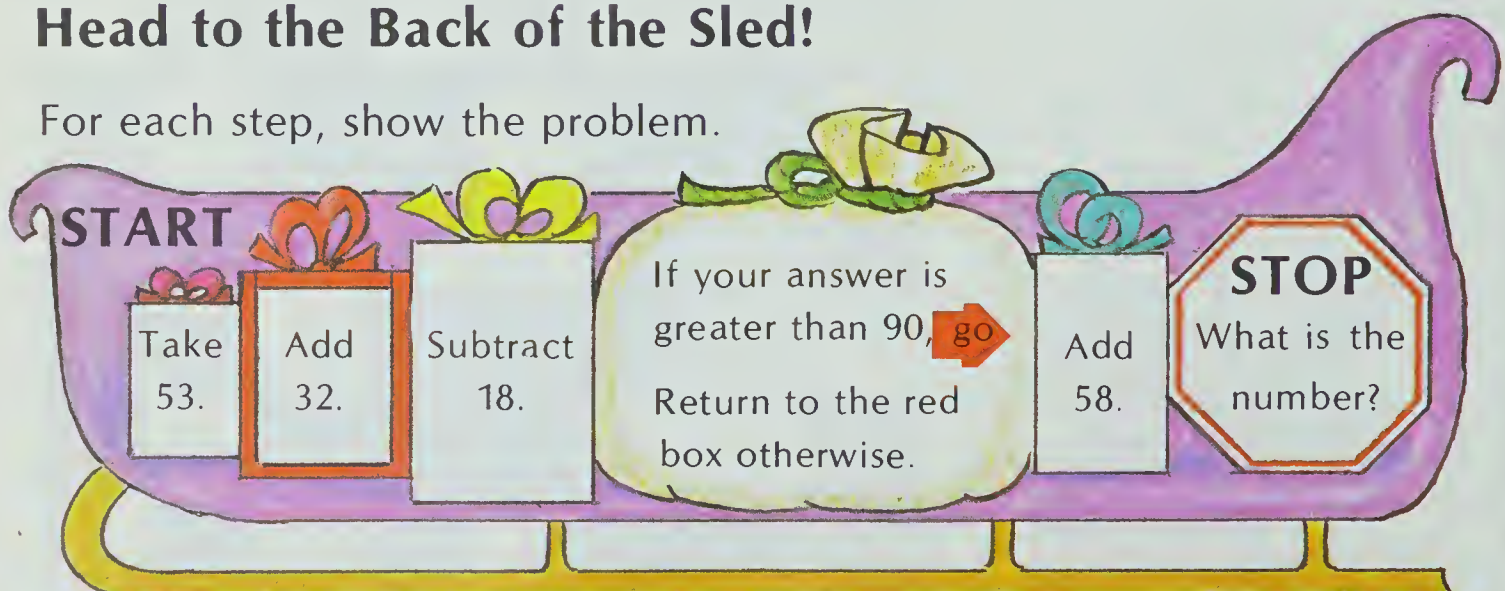 Head to the Back of the Sled!
For each step, show the problem.
START
Take
53.
Add
32.
Subtract
18.
If your answer is
greater than 90, go
Return to the red
box otherwise.
Add
58.
STOP
What is the
number?